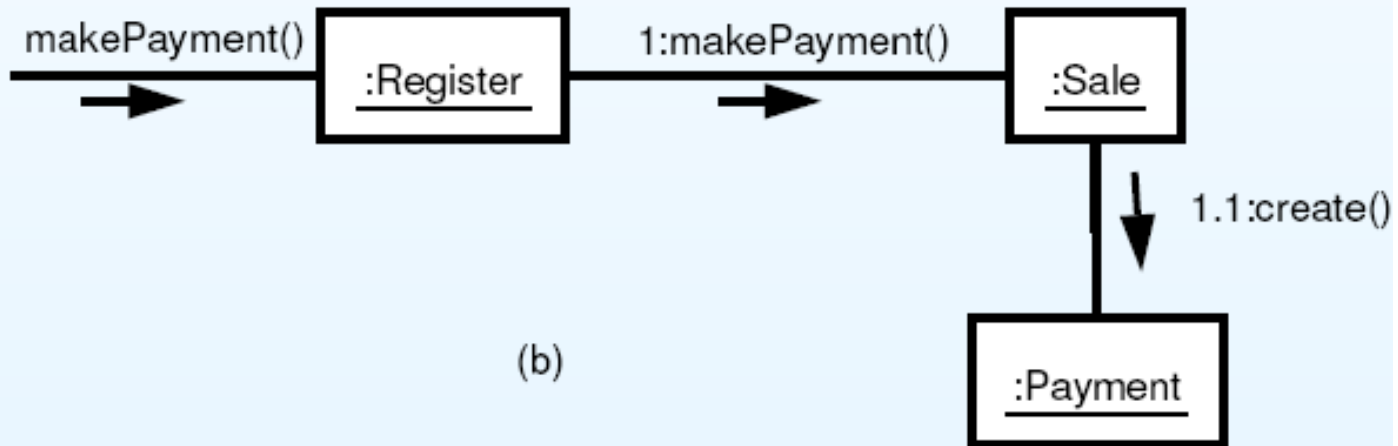 makePayment()
1:makePayment()
:Register
:Sale
1.1:create()
(b)
:Payment